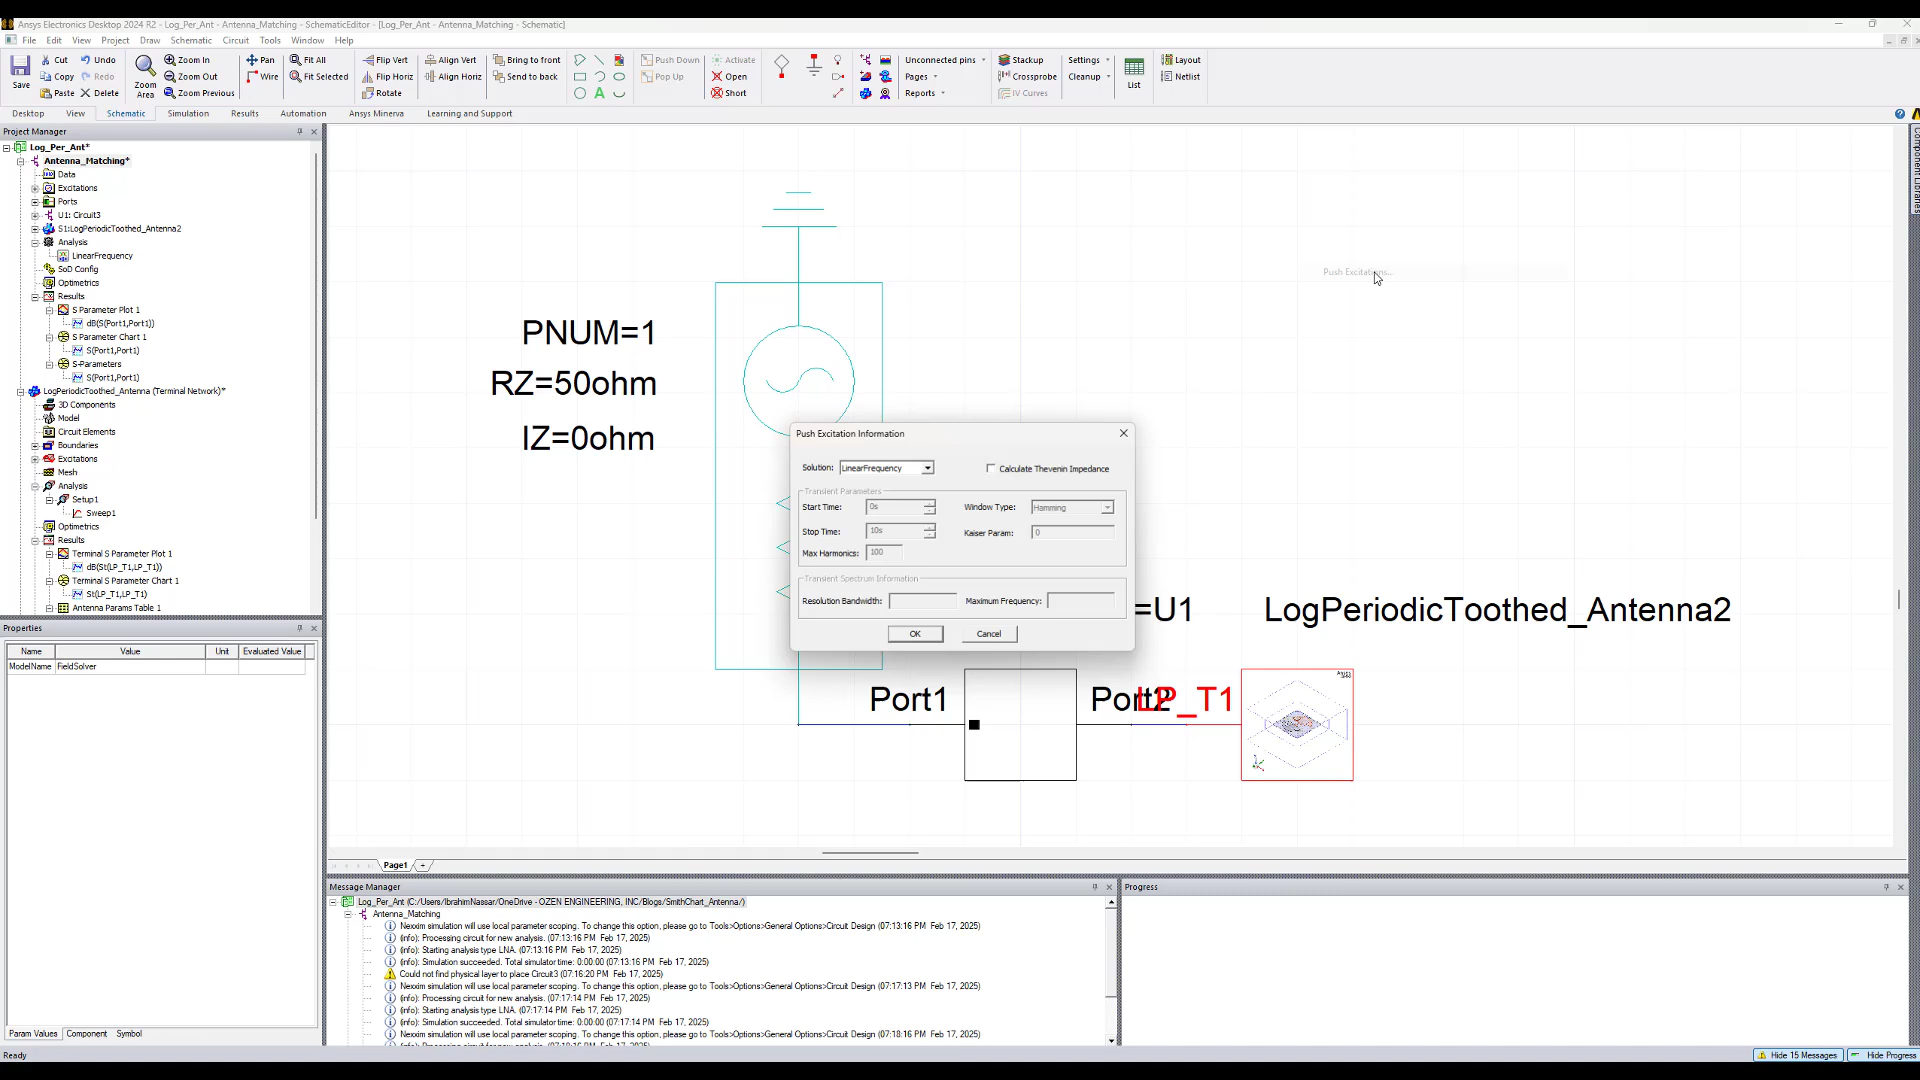 Ansys Electronics Desktop 2024 R2 - Log_Per_Ant - Antenna_Matching - SchematicEditor - [Log_Per_Ant - Antenna_Matching - Schematic]
File Edit View Project Draw Schematic Circuit Tools Window Help
Cut Undo Zoom In Pan Fit All Flip Vert Align Vert Bring to front Push Down Activate Unconnected pins Stackup Settings Layout
Save Copy Redo Zoom Area Zoom Out Wire Fit Selected Flip Horiz Align Horiz Send to back Pop Up Open Pages Crossprobe Cleanup List Netlist
Paste Delete Zoom Previous Rotate Short Reports IV Curves
Desktop View Schematic Simulation Results Automation Ansys Minerva Learning and Support
Project Manager
Log_Per_Ant*
Antenna_Matching*
Data
Excitations
Ports
U1: Circuit3
S1:LogPeriodicToothed_Antenna2
Analysis
LinearFrequency
SoD Config
Optimetrics
Results
S Parameter Plot 1
dB(S(Port1,Port1))
S Parameter Chart 1
S(Port1,Port1)
S-Parameters
S(Port1,Port1)
LogPeriodicToothed_Antenna (Terminal Network)*
3D Components
Model
Circuit Elements
Boundaries
Excitations
Mesh
Analysis
Setup1
Sweep1
Optimetrics
Results
Terminal S Parameter Plot 1
dB(St(LP_T1,LP_T1))
Terminal S Parameter Chart 1
St(LP_T1,LP_T1)
Antenna Params Table 1
Properties
Name Value Unit Evaluated Value
ModelName FieldSolver
Param Values Component Symbol
Component Libraries
Push Excitations...
PNUM=1
RZ=50ohm
IZ=0ohm
Push Excitation Information
Solution: LinearFrequency Calculate Thevenin Impedance
Transient Parameters
Start Time: 0s Window Type: Hamming
Stop Time: 10s Kaiser Param: 0
Max Harmonics: 100
Transient Spectrum Information
Resolution Bandwidth: Maximum Frequency:
OK Cancel
=U1 LogPeriodicToothed_Antenna2
Port1 Port2 LP_T1
Ansys
Page1 +
Message Manager
Log_Per_Ant (C:/Users/IbrahimNassar/OneDrive - OZEN ENGINEERING, INC/Blogs/SmithChart_Antenna/)
Antenna_Matching
Nexxim simulation will use local parameter scoping. To change this option, please go to Tools>Options>General Options>Circuit Design (07:13:16 PM Feb 17, 2025)
(info): Processing circuit for new analysis. (07:13:16 PM Feb 17, 2025)
(info): Starting analysis type LNA. (07:13:16 PM Feb 17, 2025)
(info): Simulation succeeded. Total simulator time: 0:00:00 (07:13:16 PM Feb 17, 2025)
Could not find physical layer to place Circuit3 (07:16:20 PM Feb 17, 2025)
Nexxim simulation will use local parameter scoping. To change this option, please go to Tools>Options>General Options>Circuit Design (07:17:13 PM Feb 17, 2025)
(info): Processing circuit for new analysis. (07:17:14 PM Feb 17, 2025)
(info): Starting analysis type LNA. (07:17:14 PM Feb 17, 2025)
(info): Simulation succeeded. Total simulator time: 0:00:00 (07:17:14 PM Feb 17, 2025)
Nexxim simulation will use local parameter scoping. To change this option, please go to Tools>Options>General Options>Circuit Design (07:18:16 PM Feb 17, 2025)
Progress
Ready
Hide 15 Messages Hide Progress